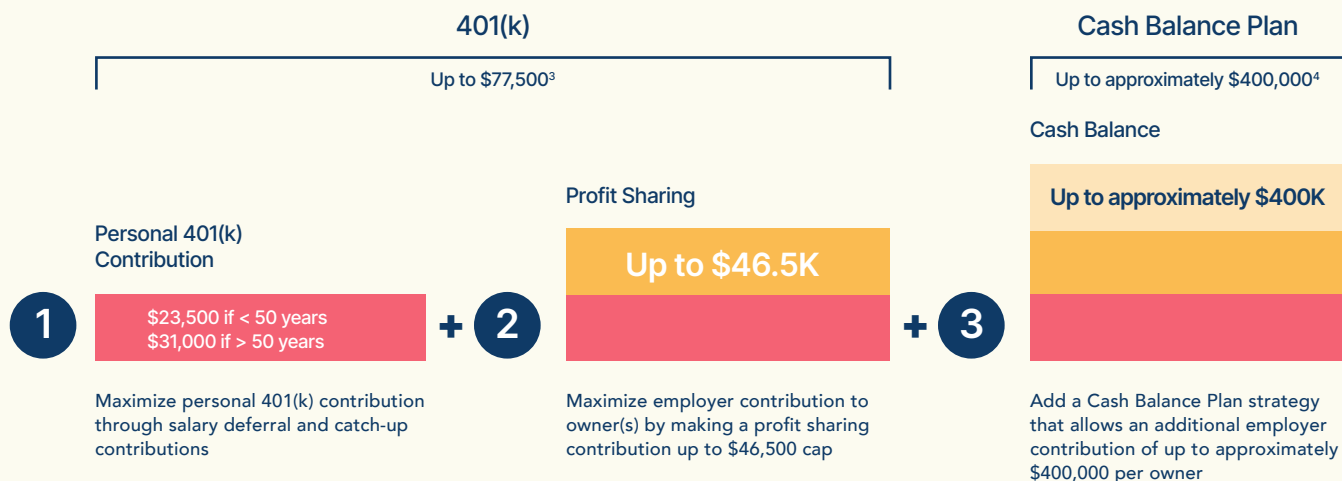 401(k)
Up to $77,500³
Cash Balance Plan
Up to approximately $400,000⁴
1
Personal 401(k)
Contribution
$23,500 if < 50 years
$31,000 if > 50 years
Maximize personal 401(k) contribution
through salary deferral and catch-up
contributions
+
2
Profit Sharing
Up to $46.5K
Maximize employer contribution to
owner(s) by making a profit sharing
contribution up to $46,500 cap
+
3
Cash Balance
Up to approximately $400K
Add a Cash Balance Plan strategy
that allows an additional employer
contribution of up to approximately
$400,000 per owner